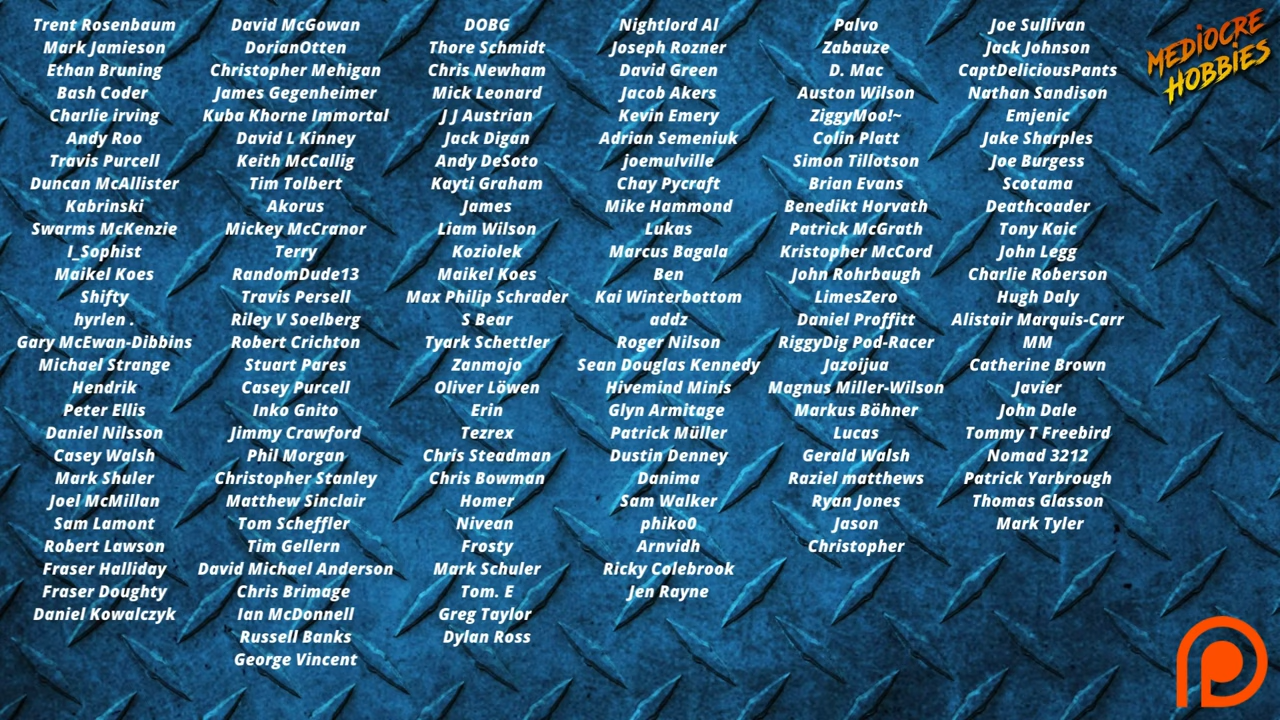 Trent Rosenbaum
Mark Jamieson
Ethan Bruning
Bash Coder
Charlie irving
Andy Roo
Travis Purcell
Duncan McAllister
Kabrinski
Swarms McKenzie
I_Sophist
Maikel Koes
Shifty
hyrlen .
Gary McEwan-Dibbins
Michael Strange
Hendrik
Peter Ellis
Daniel Nilsson
Casey Walsh
Mark Shuler
Joel McMillan
Sam Lamont
Robert Lawson
Fraser Halliday
Fraser Doughty
Daniel Kowalczyk
David McGowan
DorianOtten
Christopher Mehigan
James Gegenheimer
Kuba Khorne Immortal
David L Kinney
Keith McCallig
Tim Tolbert
Akorus
Mickey McCranor
Terry
RandomDude13
Travis Persell
Riley V Soelberg
Robert Crichton
Stuart Pares
Casey Purcell
Inko Gnito
Jimmy Crawford
Phil Morgan
Christopher Stanley
Matthew Sinclair
Tom Scheffler
Tim Gellern
David Michael Anderson
Chris Brimage
Ian McDonnell
Russell Banks
George Vincent
DOBG
Thore Schmidt
Chris Newham
Mick Leonard
J J Austrian
Jack Digan
Andy DeSoto
Kayti Graham
James
Liam Wilson
Koziolek
Maikel Koes
Max Philip Schrader
S Bear
Tyark Schettler
Zanmojo
Oliver Löwen
Erin
Tezrex
Chris Steadman
Chris Bowman
Homer
Nivean
Frosty
Mark Schuler
Tom. E
Greg Taylor
Dylan Ross
Nightlord Al
Joseph Rozner
David Green
Jacob Akers
Kevin Emery
Adrian Semeniuk
joemulville
Chay Pycraft
Mike Hammond
Lukas
Marcus Bagala
Ben
Kai Winterbottom
addz
Roger Nilson
Sean Douglas Kennedy
Hivemind Minis
Glyn Armitage
Patrick Müller
Dustin Denney
Danima
Sam Walker
phiko0
Arnvidh
Ricky Colebrook
Jen Rayne
Palvo
Zabauze
D. Mac
Auston Wilson
ZiggyMoo!~
Colin Platt
Simon Tillotson
Brian Evans
Benedikt Horvath
Patrick McGrath
Kristopher McCord
John Rohrbaugh
LimesZero
Daniel Proffitt
RiggyDig Pod-Racer
Jazoijua
Magnus Miller-Wilson
Markus Böhner
Lucas
Gerald Walsh
Raziel matthews
Ryan Jones
Jason
Christopher
Joe Sullivan
Jack Johnson
CaptDeliciousPants
Nathan Sandison
Emjenic
Jake Sharples
Joe Burgess
Scotama
Deathcoader
Tony Kaic
John Legg
Charlie Roberson
Hugh Daly
Alistair Marquis-Carr
MM
Catherine Brown
Javier
John Dale
Tommy T Freebird
Nomad 3212
Patrick Yarbrough
Thomas Glasson
Mark Tyler
MEDIOCRE
HOBBIES